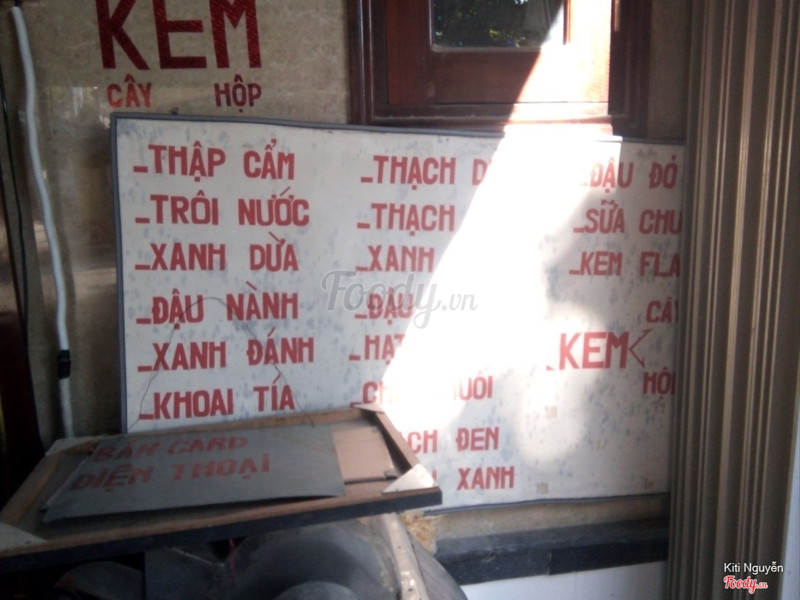 KEM
CÂY HỘP
-THẬP CẨM
-TRÔI NƯỚC
-XANH DỪA
-ĐẬU NÀNH
-XANH ĐÁNH
-KHOAI TÍA
-THẠCH
-THẠCH
-XANH
-ĐẬU
ĐEN
XANH
-ĐẬU ĐỎ
-SỮA
-KEM
CÂY
-KEM<
BÁN CARD
ĐIỆN THOẠI
Foody.vn
Kiti Nguyễn
Foody.vn